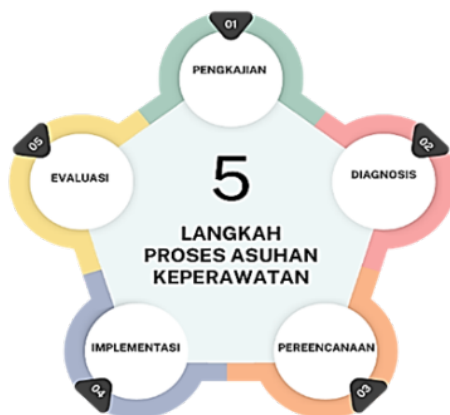 01
PENGKAJIAN
02
DIAGNOSIS
03
PEREENCANAAN
04
IMPLEMENTASI
05
EVALUASI
5
LANGKAH
PROSES ASUHAN
KEPERAWATAN